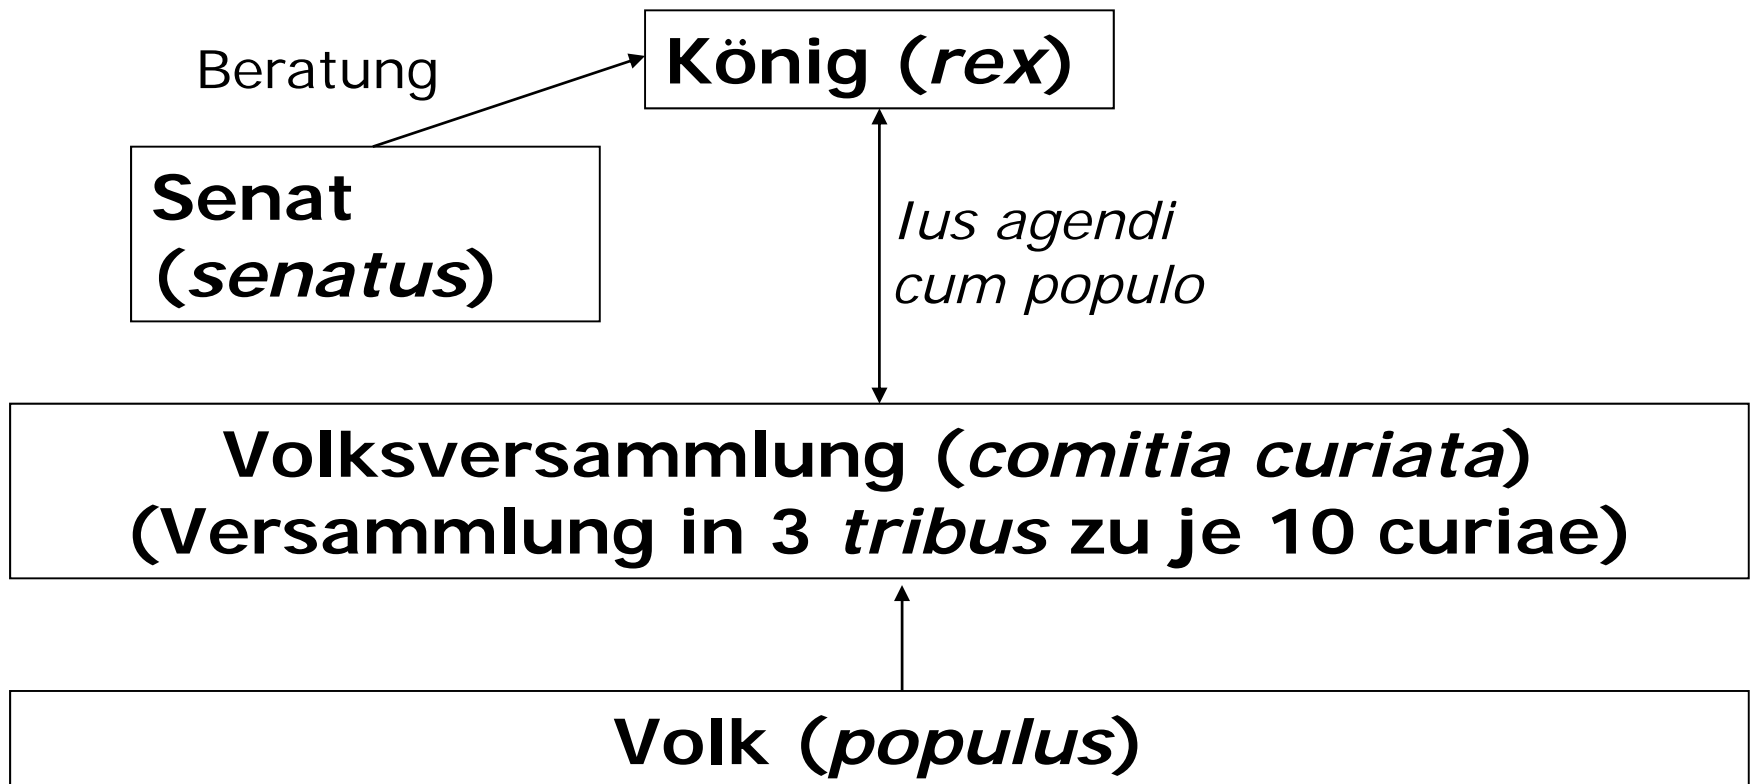 Beratung
König (rex)
Senat
(senatus)
Ius agendi
cum populo
Volksversammlung (comitia curiata)
(Versammlung in 3 tribus zu je 10 curiae)
Volk (populus)